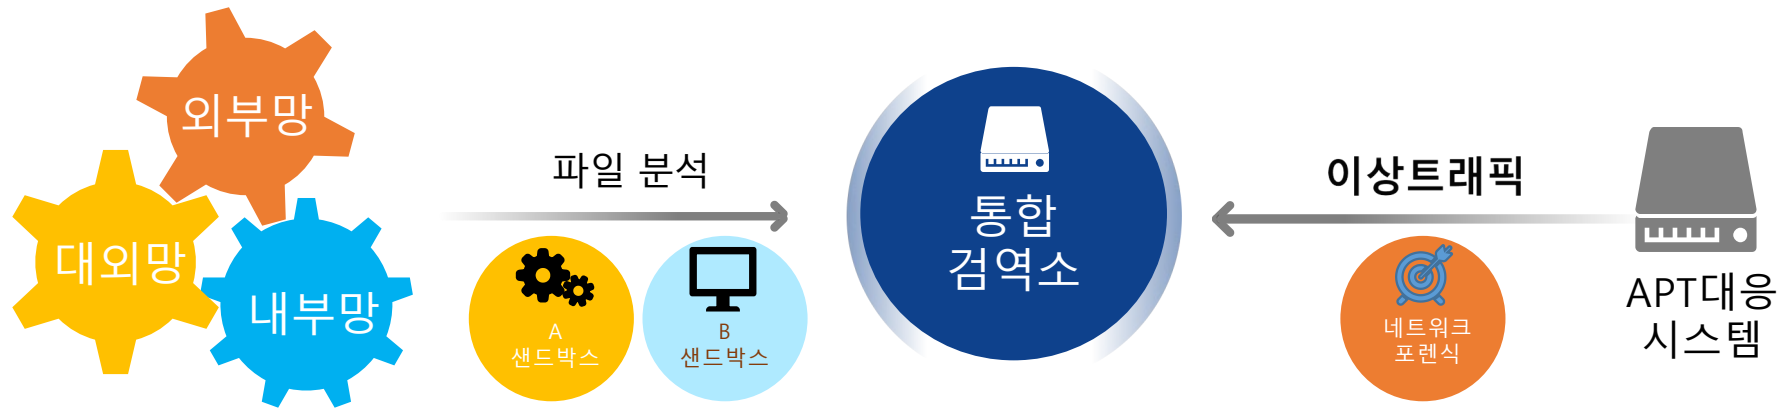 외부망
대외망
내부망
파일 분석
A
샌드박스
B
샌드박스
통합
검역소
이상트래픽
네트워크
포렌식
APT대응
시스템